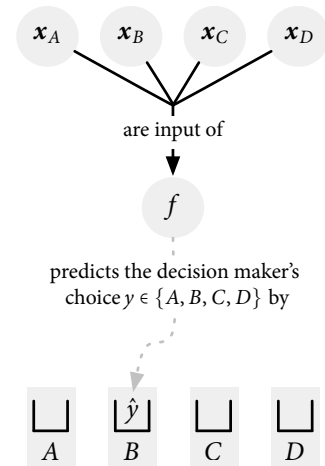 x_A x_B x_C x_D
are input of
f
predicts the decision maker's
choice y ∈ {A, B, C, D} by
ŷ
A B C D